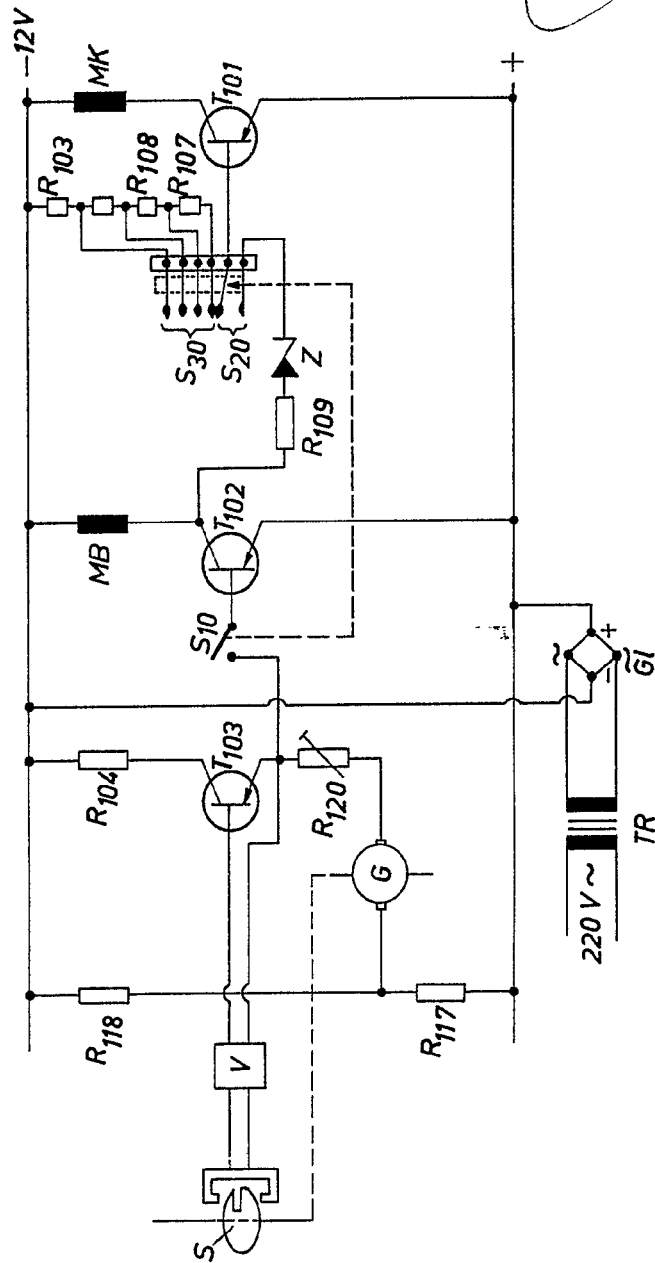 −12V
MK
T101
R103
R108
R107
S30
S20
Z
R109
MB
T102
S10
R104
T103
R120
G
R118
V
S
R117
+
~
+
−
~
Gl
220 V ~
TR